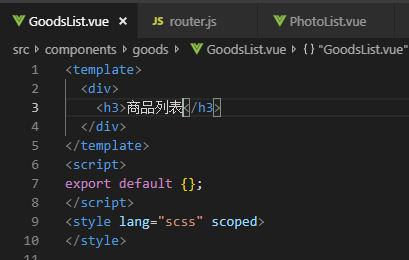 GoodsList.vue × JS router.js PhotoList.vue
src > components > goods > GoodsList.vue > {} "GoodsList.vue"
1 <template>
2 <div>
3 <h3>商品列表</h3>
4 </div>
5 </template>
6 <script>
7 export default {};
8 </script>
9 <style lang="scss" scoped>
10 </style>